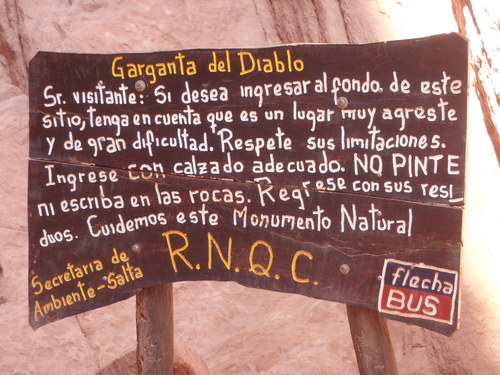 Garganta del Diablo
Sr. visitante: Si desea ingresar al fondo, de este
sitio, tenga en cuenta que es un lugar muy agreste
y de gran dificultad. Respete sus limitaciones.
Ingrese con calzado adecuado. NO PINTE
ni escriba en las rocas. Regrese con sus resi_
duos. Cuidemos este Monumento Natural
Secretaria de
Ambiente-Salta
R.N.Q.C.
flecha
BUS